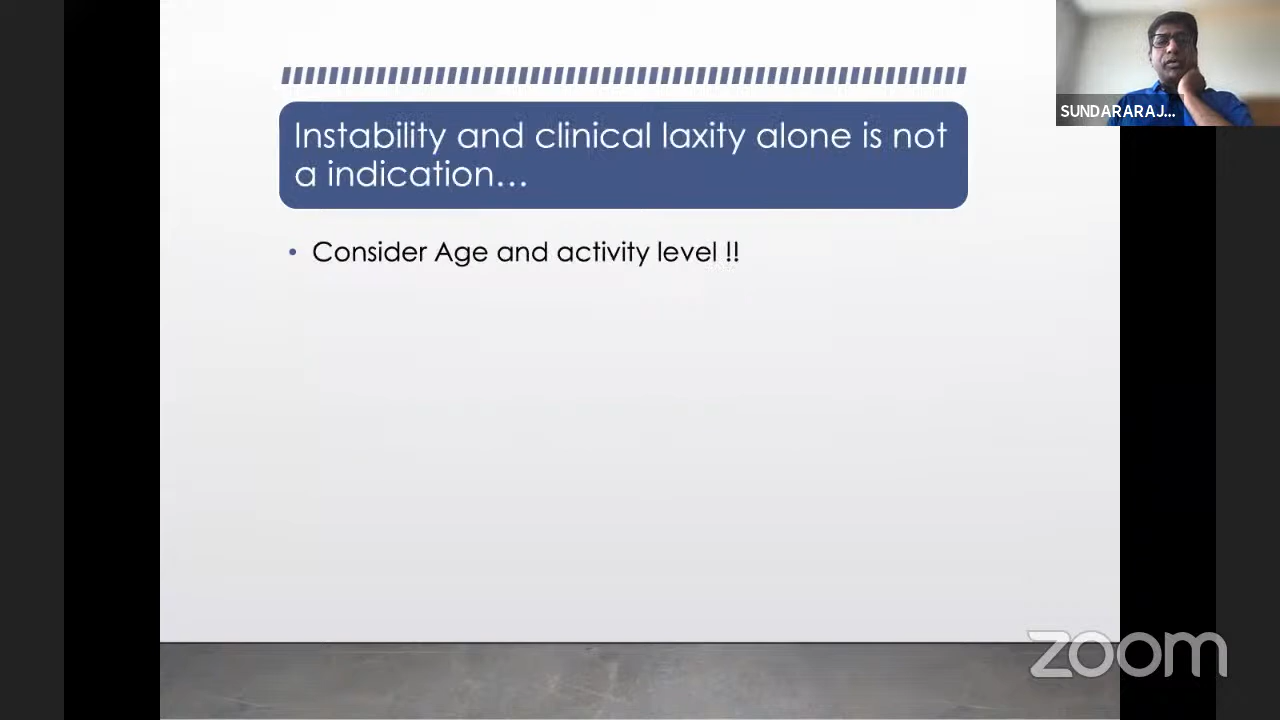 Instability and clinical laxity alone is not
a indication...
• Consider Age and activity level !!
SUNDARARAJ...
zoom